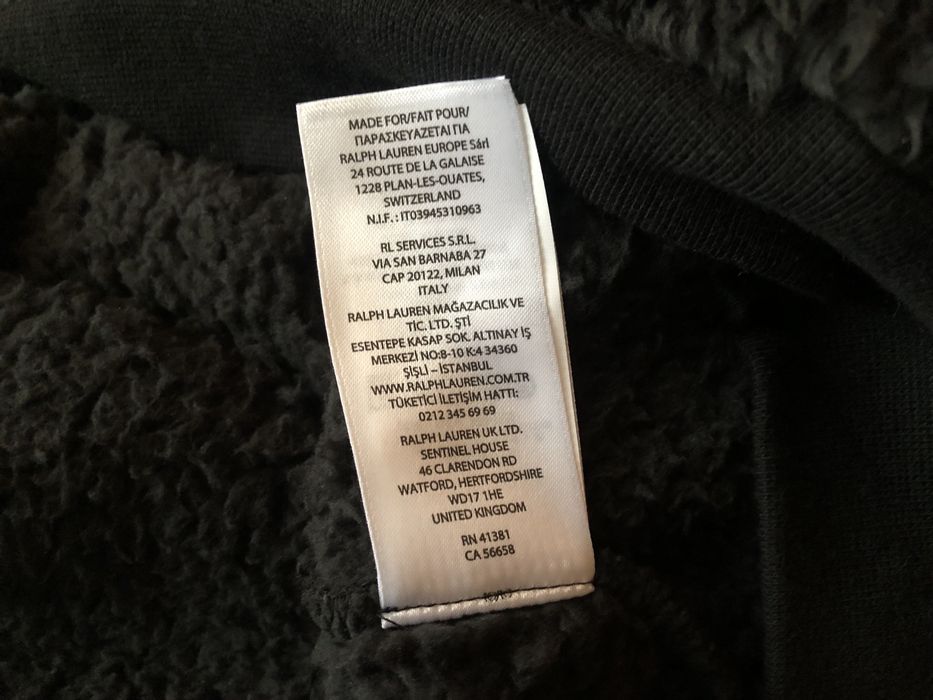 MADE FOR/FAIT POUR/
ΠΑΡΑΣΚΕΥΑΖΕΤΑΙ ΓΙΑ
RALPH LAUREN EUROPE Sárl
24 ROUTE DE LA GALAISE
1228 PLAN-LES-OUATES,
SWITZERLAND
N.I.F. : IT03945310963
RL SERVICES S.R.L.
VIA SAN BARNABA 27
CAP 20122, MILAN
ITALY
RALPH LAUREN MAĞAZACILIK VE
TİC. LTD. ŞTİ
ESENTEPE KASAP SOK. ALTINAY İŞ
MERKEZİ NO:8-10 K:4 34360
ŞİŞLİ – İSTANBUL
WWW.RALPHLAUREN.COM.TR
TÜKETİCİ İLETİŞİM HATTI:
0212 345 69 69
RALPH LAUREN UK LTD.
SENTINEL HOUSE
46 CLARENDON RD
WATFORD, HERTFORDSHIRE
WD17 1HE
UNITED KINGDOM
RN 41381
CA 56658